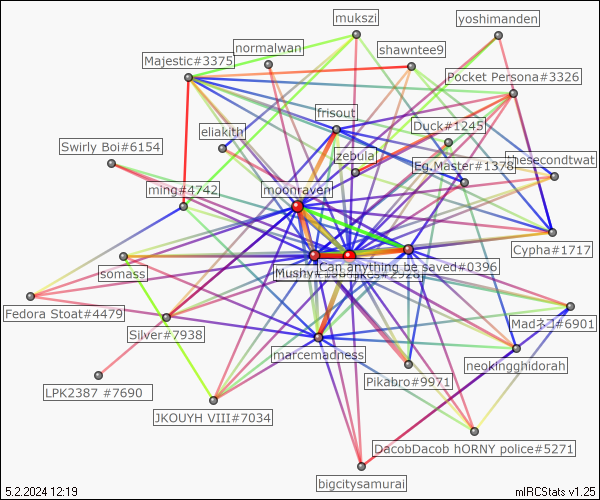 mukszi
yoshimanden
normalwan
shawntee9
Majestic#3375
Pocket Persona#3326
frisout
Duck#1245
eliakith
Swirly Boi#6154
zebula
Eg.Master#1378
thesecondtwat
ming#4742
moonraven
Cypha#1717
somass
Can anything be saved#0396
Fedora Stoat#4479
Silver#7938
Madネコ#6901
marcemadness
neokingghidorah
LPK2387 #7690
Pikabro#9971
JKOUYH VIII#7034
DacobDacob hORNY police#5271
bigcitysamurai
5.2.2024 12:19
mIRCStats v1.25